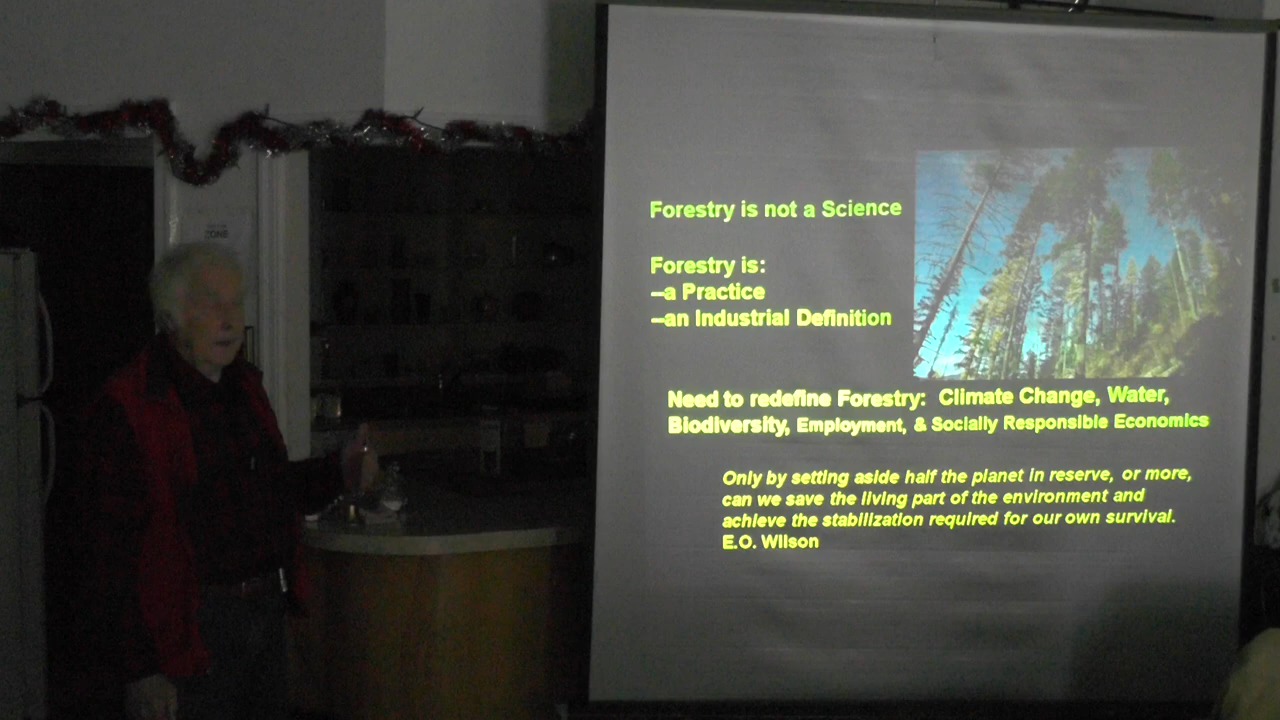 ZONE
Forestry is not a Science
Forestry is:
–a Practice
–an Industrial Definition
Need to redefine Forestry: Climate Change, Water,
Biodiversity, Employment, & Socially Responsible Economics
Only by setting aside half the planet in reserve, or more,
can we save the living part of the environment and
achieve the stabilization required for our own survival.
E.O. Wilson